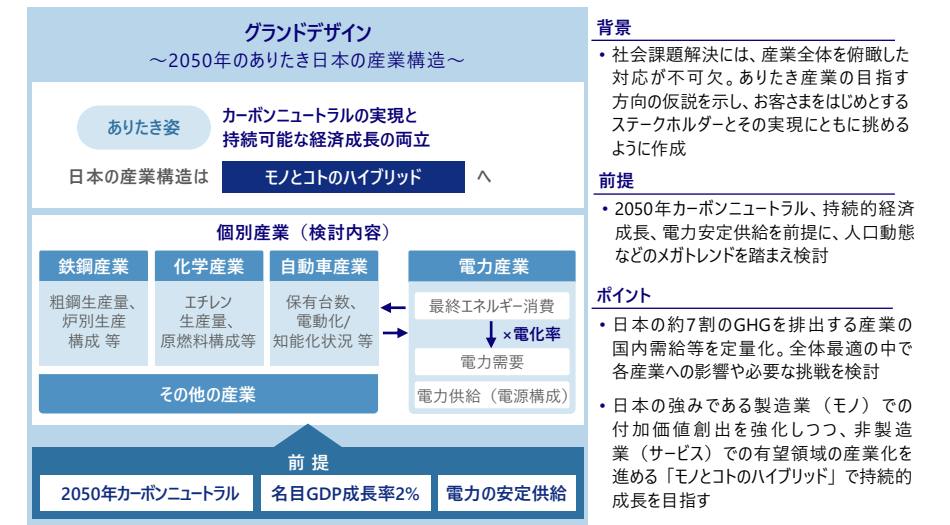 グランドデザイン
～2050年のありたき日本の産業構造～
ありたき姿
カーボンニュートラルの実現と
持続可能な経済成長の両立
日本の産業構造は
モノとコトのハイブリッド
へ
個別産業（検討内容）
鉄鋼産業
粗鋼生産量、
炉別生産
構成 等
化学産業
エチレン
生産量、
原燃料構成等
自動車産業
保有台数、
電動化/
知能化状況 等
その他の産業
電力産業
最終エネルギー消費
×電化率
電力需要
電力供給（電源構成）
前 提
2050年カーボンニュートラル
名目GDP成長率2%
電力の安定供給
背景
• 社会課題解決には、産業全体を俯瞰した
対応が不可欠。ありたき産業の目指す
方向の仮説を示し、お客さまをはじめとする
ステークホルダーとその実現にともに挑める
ように作成
前提
• 2050年カーボンニュートラル、持続的経済
成長、電力安定供給を前提に、人口動態
などのメガトレンドを踏まえ検討
ポイント
• 日本の約7割のGHGを排出する産業の
国内需給等を定量化。全体最適の中で
各産業への影響や必要な挑戦を検討
• 日本の強みである製造業（モノ）での
付加価値創出を強化しつつ、非製造
業（サービス）での有望領域の産業化を
進める「モノとコトのハイブリッド」で持続的
成長を目指す